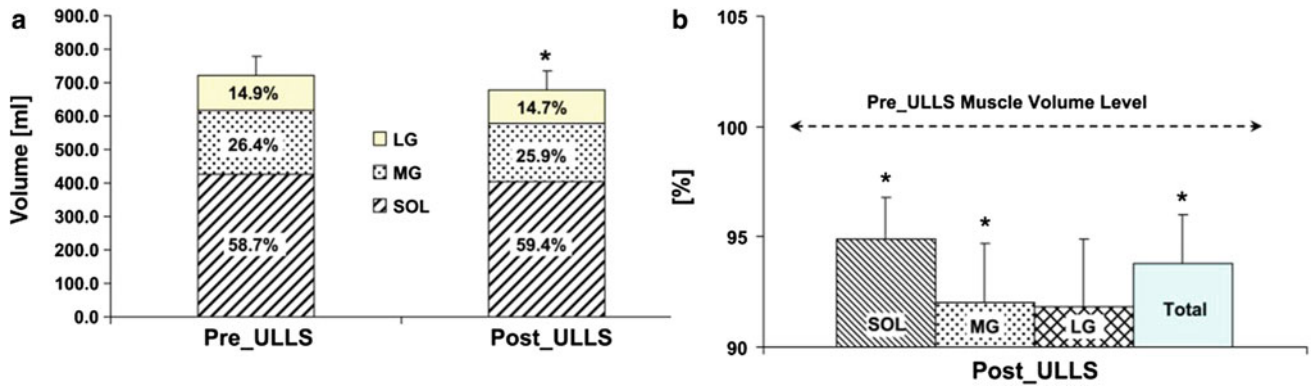 a
900.0
800.0
700.0
600.0
500.0
400.0
300.0
200.0
100.0
0.0
Volume [ml]
14.9%
26.4%
58.7%
*
14.7%
25.9%
59.4%
LG
MG
SOL
Pre_ULLS
Post_ULLS
b
105
100
95
90
[%]
Pre_ULLS Muscle Volume Level
*
*
*
SOL
MG
LG
Total
Post_ULLS